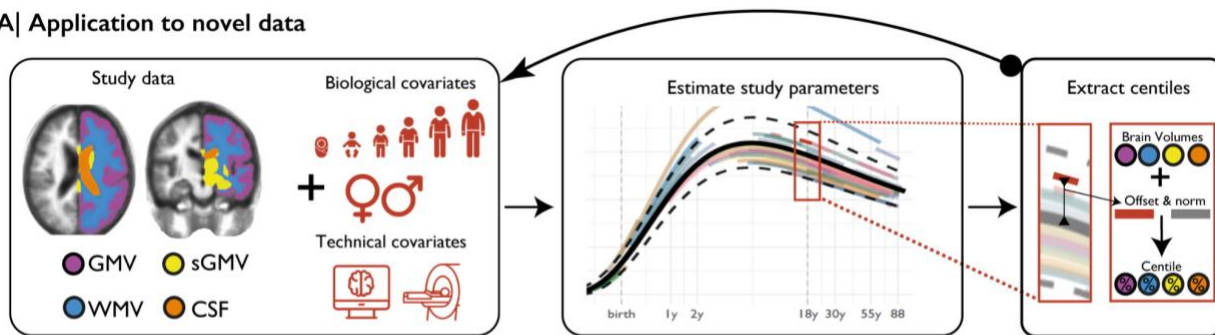 A| Application to novel data
Study data
Biological covariates
+
Technical covariates
GMV
sGMV
WMV
CSF
Estimate study parameters
birth 1y 2y 18y 30y 55y 88
Extract centiles
Brain Volumes
+
Offset & norm
Centile
% % % %